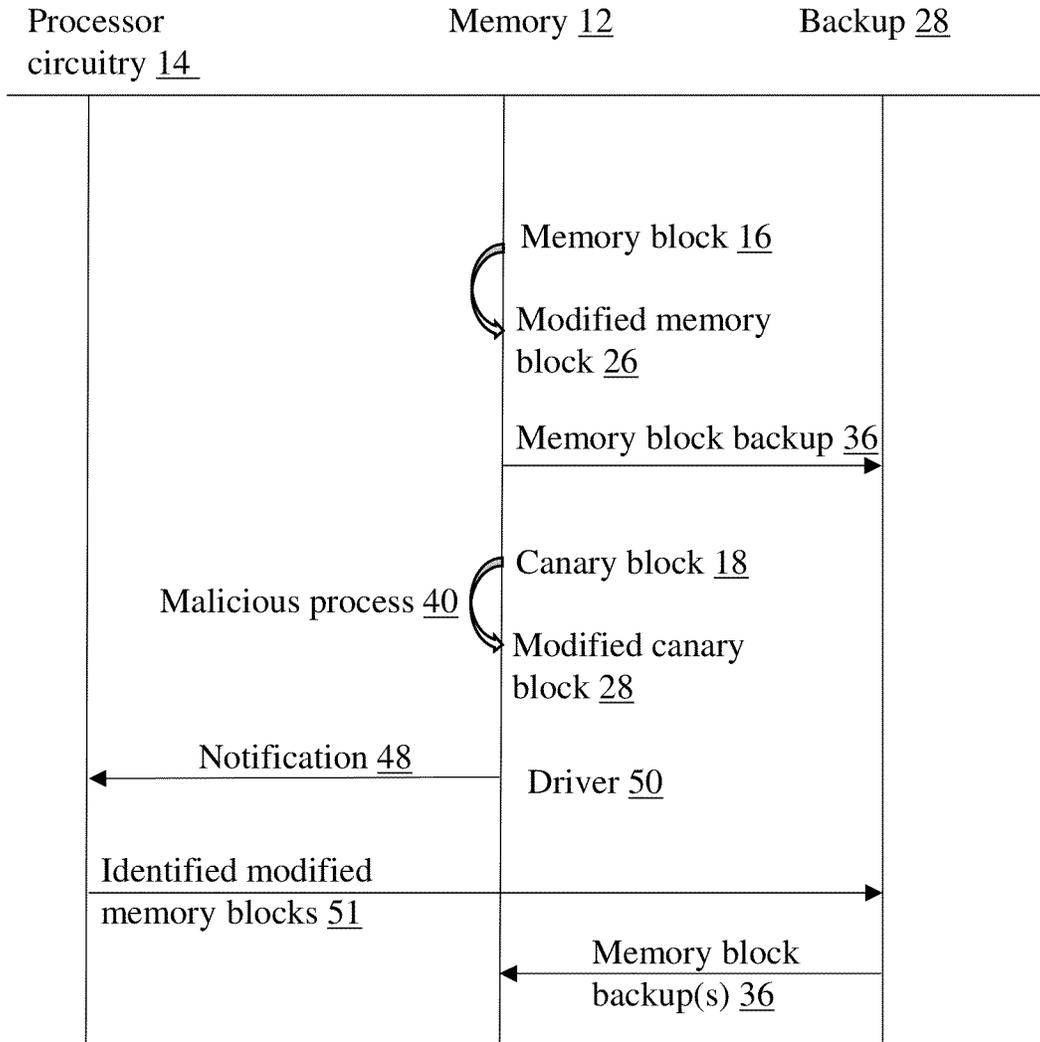 Processor
circuitry 14
Memory 12
Backup 28
Memory block 16
Modified memory
block 26
Memory block backup 36
Canary block 18
Malicious process 40
Modified canary
block 28
Notification 48
Driver 50
Identified modified
memory blocks 51
Memory block
backup(s) 36